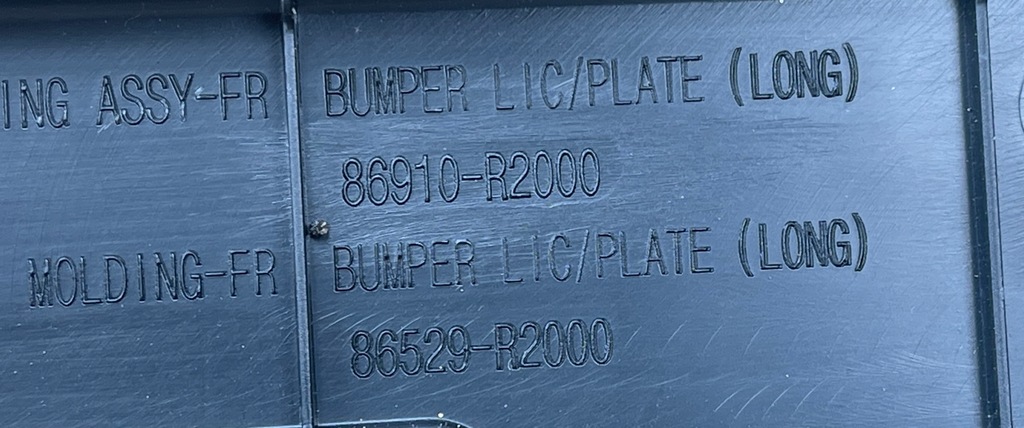 ING ASSY-FR BUMPER LIC/PLATE (LONG)
86910-R2000
MOLDING-FR BUMPER LIC/PLATE (LONG)
86529-R2000